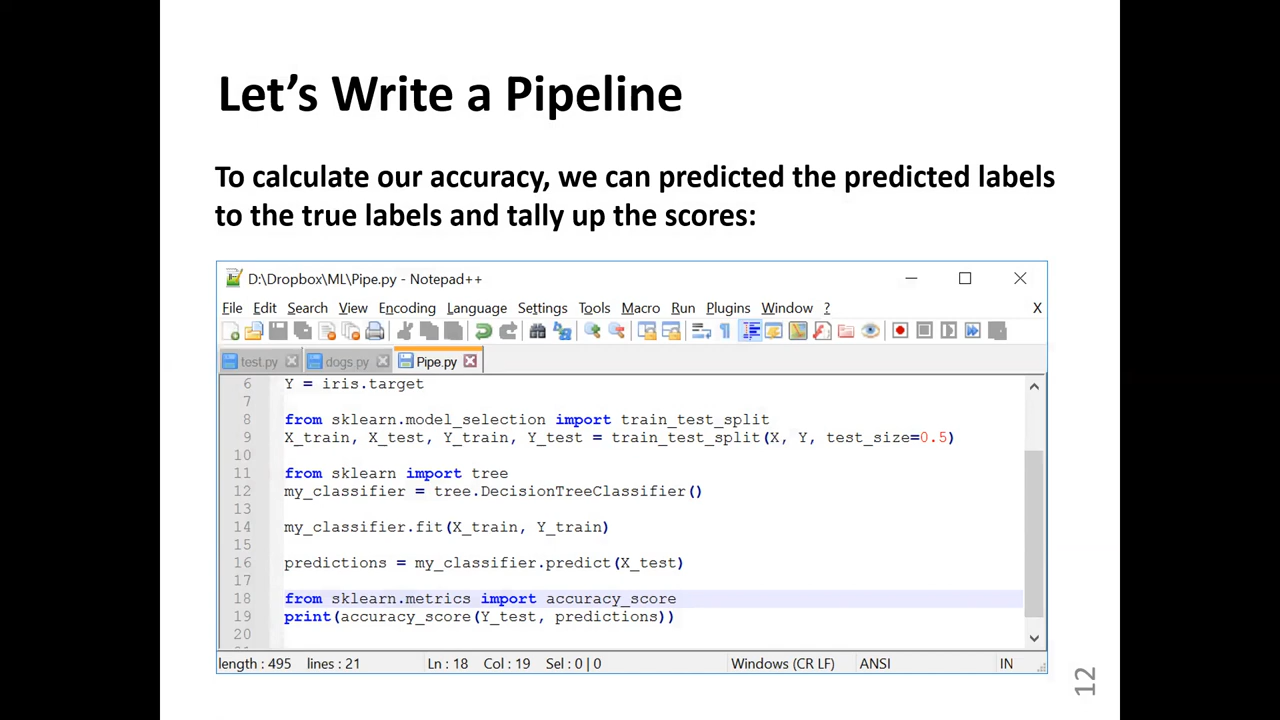 Let's Write a Pipeline
To calculate our accuracy, we can predicted the predicted labels
to the true labels and tally up the scores:
D:\Dropbox\ML\Pipe.py - Notepad++
File Edit Search View Encoding Language Settings Tools Macro Run Plugins Window ? X
test.py dogs.py Pipe.py
6 Y = iris.target
7
8 from sklearn.model_selection import train_test_split
9 X_train, X_test, Y_train, Y_test = train_test_split(X, Y, test_size=0.5)
10
11 from sklearn import tree
12 my_classifier = tree.DecisionTreeClassifier()
13
14 my_classifier.fit(X_train, Y_train)
15
16 predictions = my_classifier.predict(X_test)
17
18 from sklearn.metrics import accuracy_score
19 print(accuracy_score(Y_test, predictions))
20
length : 495 lines : 21 Ln : 18 Col : 19 Sel : 0 | 0 Windows (CR LF) ANSI IN
12